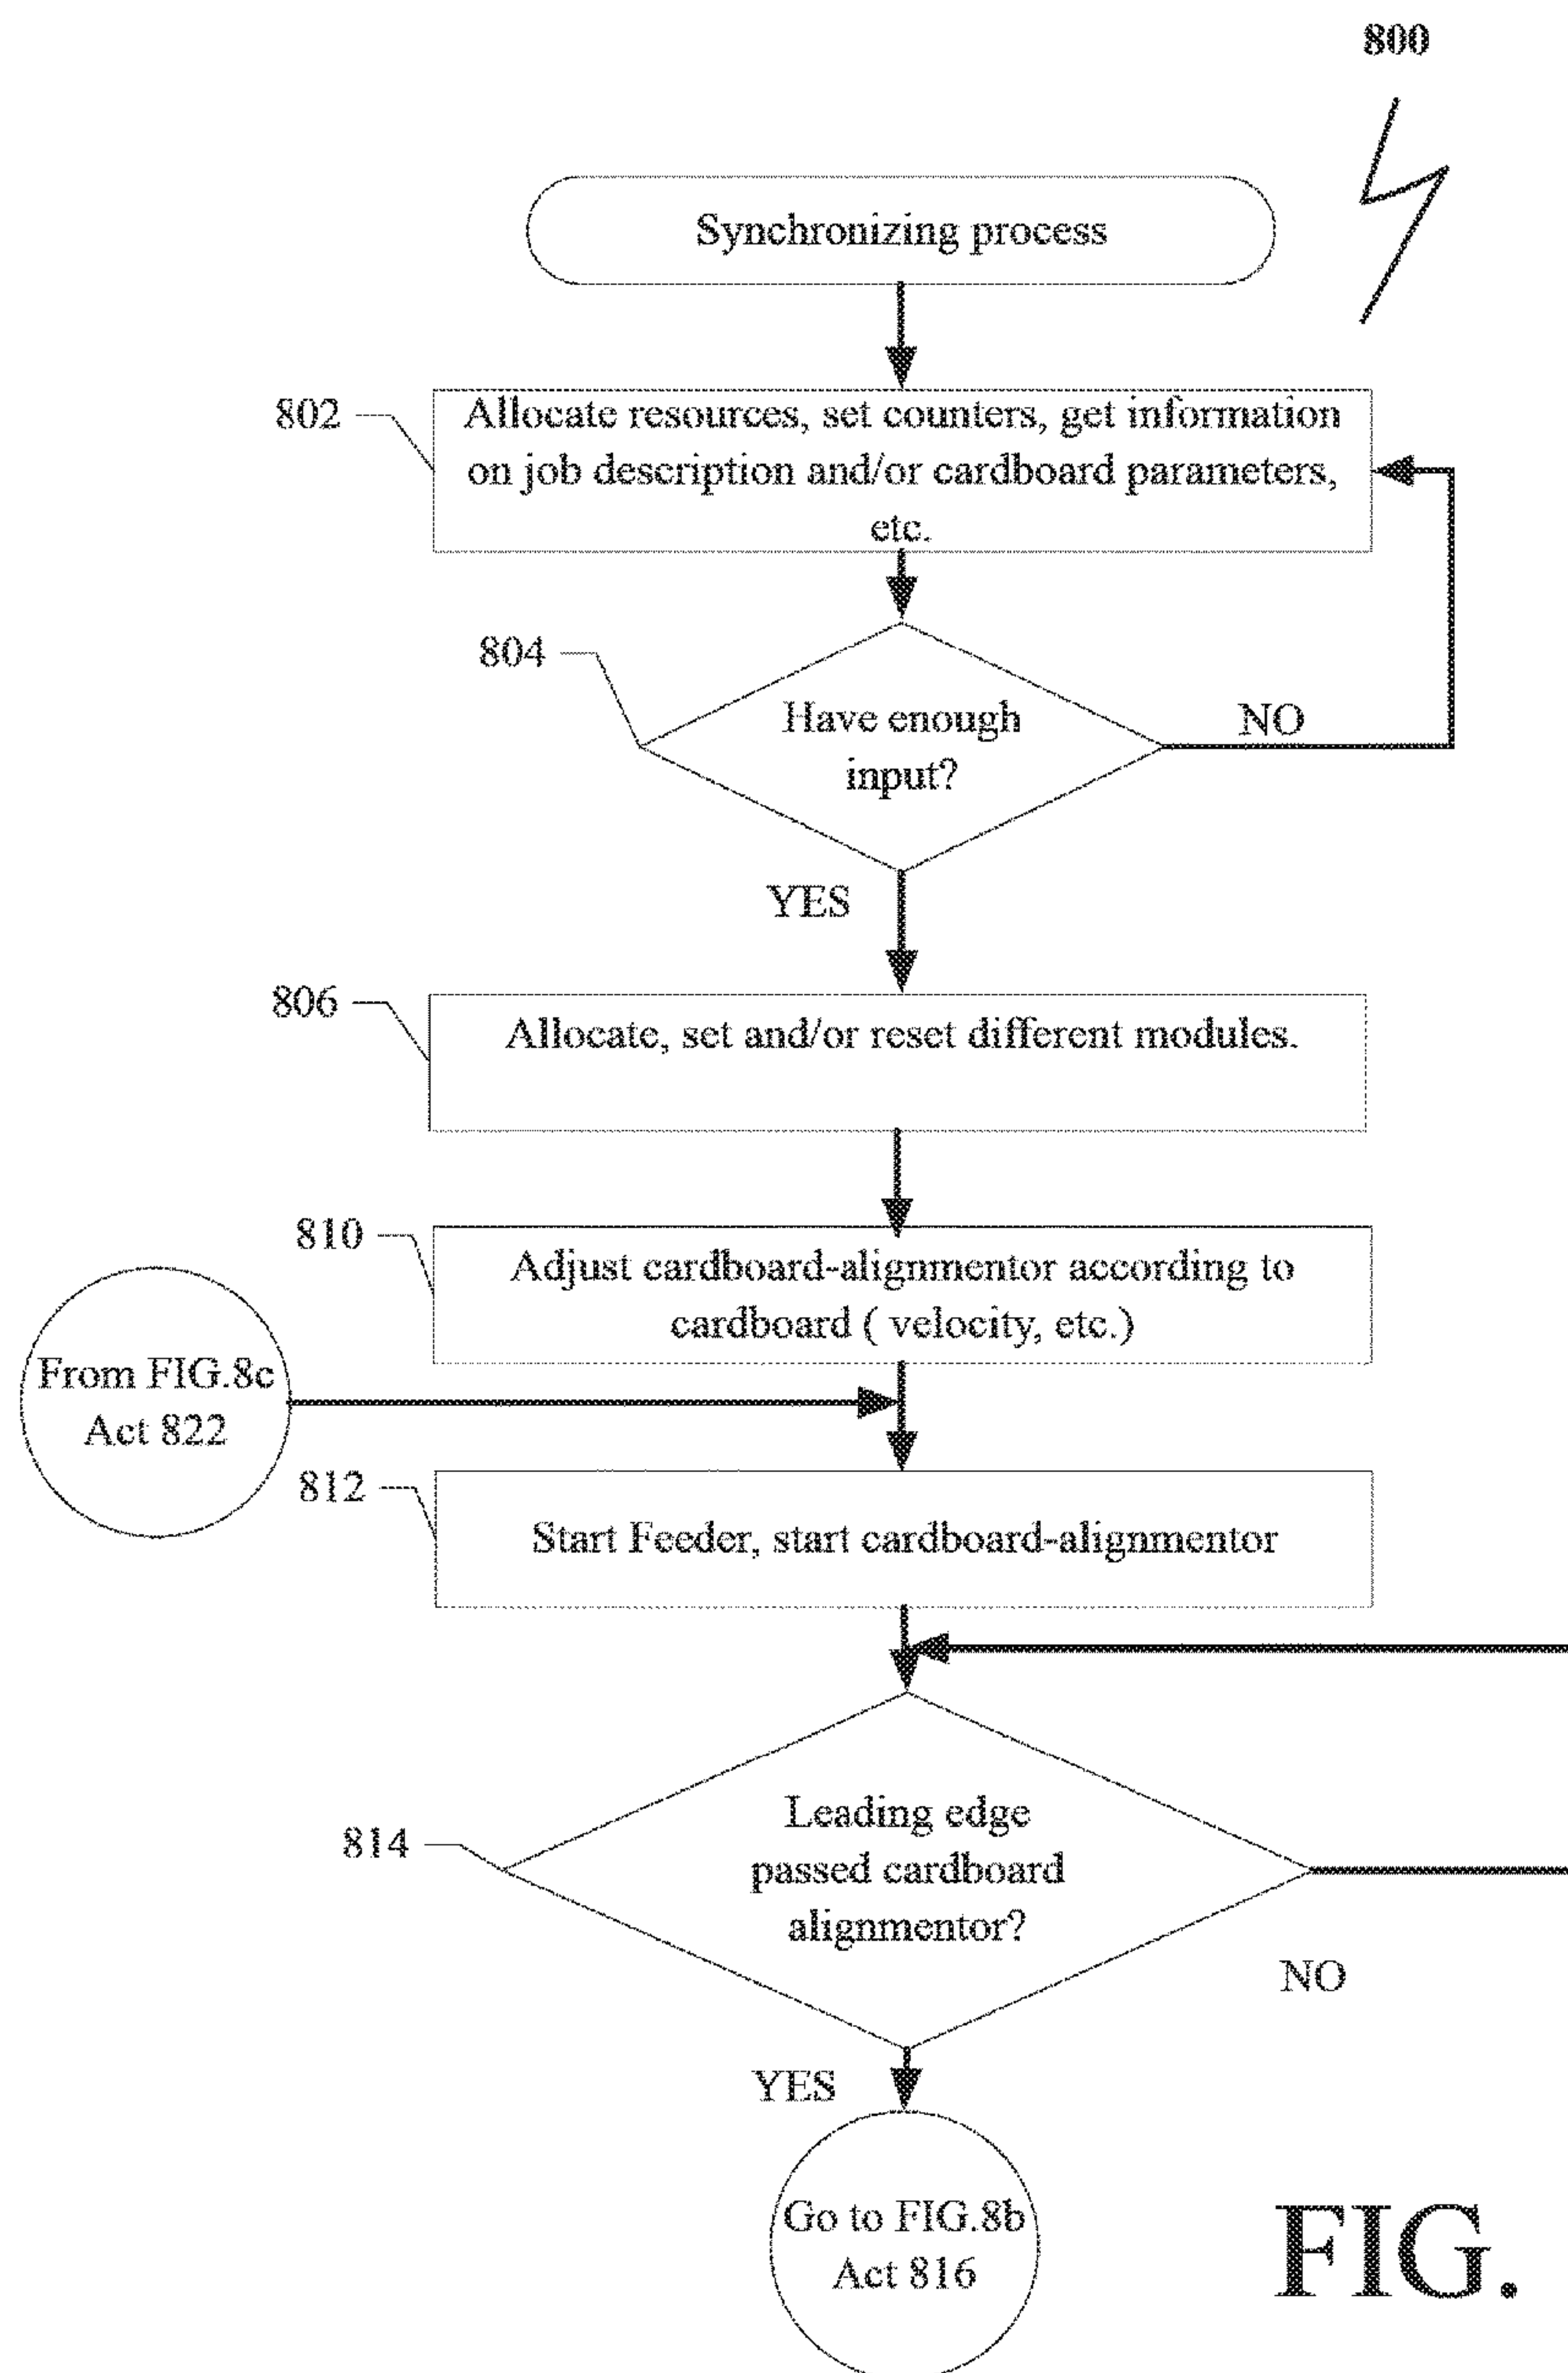 800
Synchronizing process
802
Allocate resources, set counters, get information
on job description and/or cardboard parameters,
etc.
804
Have enough
input?
NO
YES
806
Allocate, set and/or reset different modules.
810
Adjust cardboard-alignmentor according to
cardboard ( velocity, etc.)
From FIG.8c
Act 822
812
Start Feeder, start cardboard-alignmentor
814
Leading edge
passed cardboard
alignmentor?
NO
YES
Go to FIG.8b
Act 816
FIG.